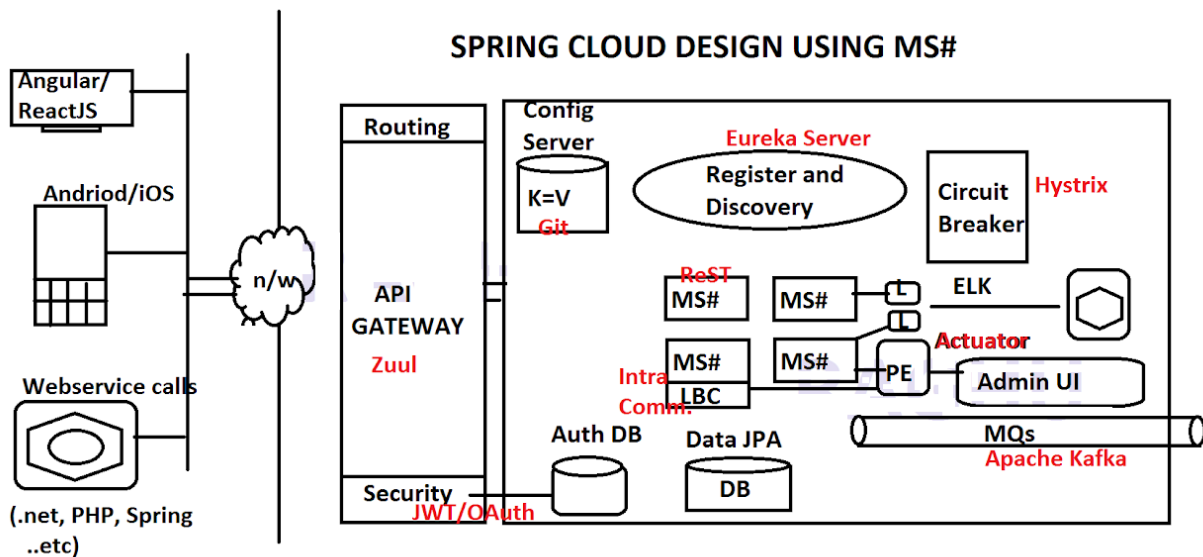 SPRING CLOUD DESIGN USING MS#
Angular/
ReactJS
Andriod/iOS
n/w
Webservice calls
(.net, PHP, Spring
..etc)
Routing
API
GATEWAY
Zuul
Security
JWT/OAuth
Config
Server
K=V
Git
Eureka Server
Register and
Discovery
Circuit
Breaker
Hystrix
ReST
MS#
MS#
L
ELK
L
MS#
LBC
Intra
Comm.
MS#
PE
Actuator
Admin UI
MQs
Apache Kafka
Auth DB
Data JPA
DB